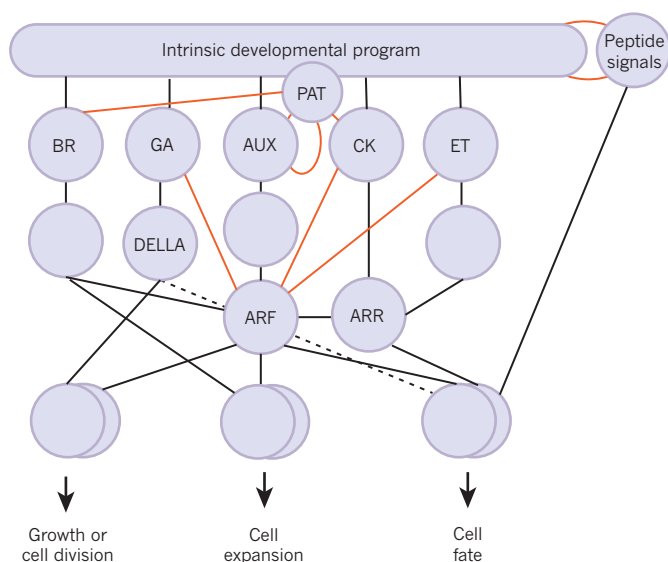 Intrinsic developmental program
Peptide
signals
PAT
BR
GA
AUX
CK
ET
DELLA
ARF
ARR
Growth or
cell division
Cell
expansion
Cell
fate